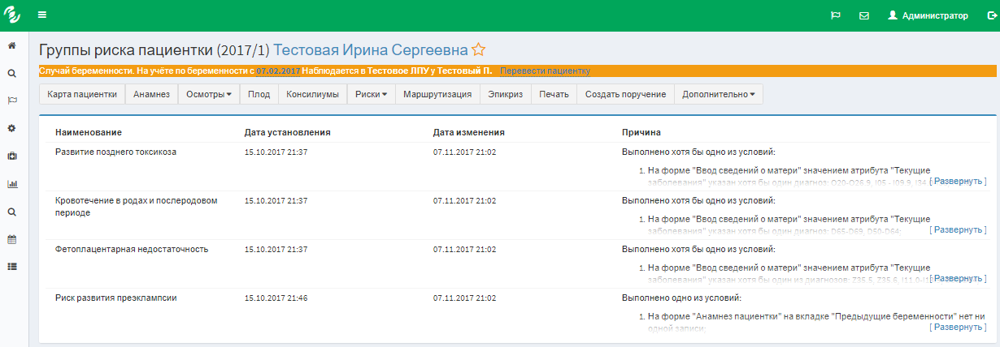 Администратор
Группы риска пациентки (2017/1) Тестовая Ирина Сергеевна
Случай беременности. На учёте по беременности с 07.02.2017 Наблюдается в Тестовое ЛПУ у Тестовый П. Перевести пациентку
Карта пациентки Анамнез Осмотры Плод Консилиумы Риски Маршрутизация Эпикриз Печать Создать поручение Дополнительно
Наименование Дата установления Дата изменения Причина
Развитие позднего токсикоза 15.10.2017 21:37 07.11.2017 21:02 Выполнено хотя бы одно из условий:
1. На форме "Ввод сведений о матери" значением атрибута "Текущие
заболевания" указан хотя бы один диагноз: O20-O26.9, I05 - I09.9, I34 [ Развернуть ]
Кровотечение в родах и послеродовом 15.10.2017 21:37 07.11.2017 21:02 Выполнено хотя бы одно из условий:
периоде
1. На форме "Ввод сведений о матери" значением атрибута "Текущие
заболевания" указан хотя бы один диагноз: D65-D69, D50-D64; [ Развернуть ]
Фетоплацентарная недостаточность 15.10.2017 21:37 07.11.2017 21:02 Выполнено хотя бы одно из условий:
1. На форме "Ввод сведений о матери" значением атрибута "Текущие
заболевания" указан хотя бы один из диагнозов: Z35.5, Z35.6, I11.0- [ Развернуть ]
Риск развития преэклампсии 15.10.2017 21:46 07.11.2017 21:02 Выполнено одно из условий:
1. На форме "Анамнез пациентки" на вкладке "Предыдущие беременности" нет ни
одной записи; [ Развернуть ]